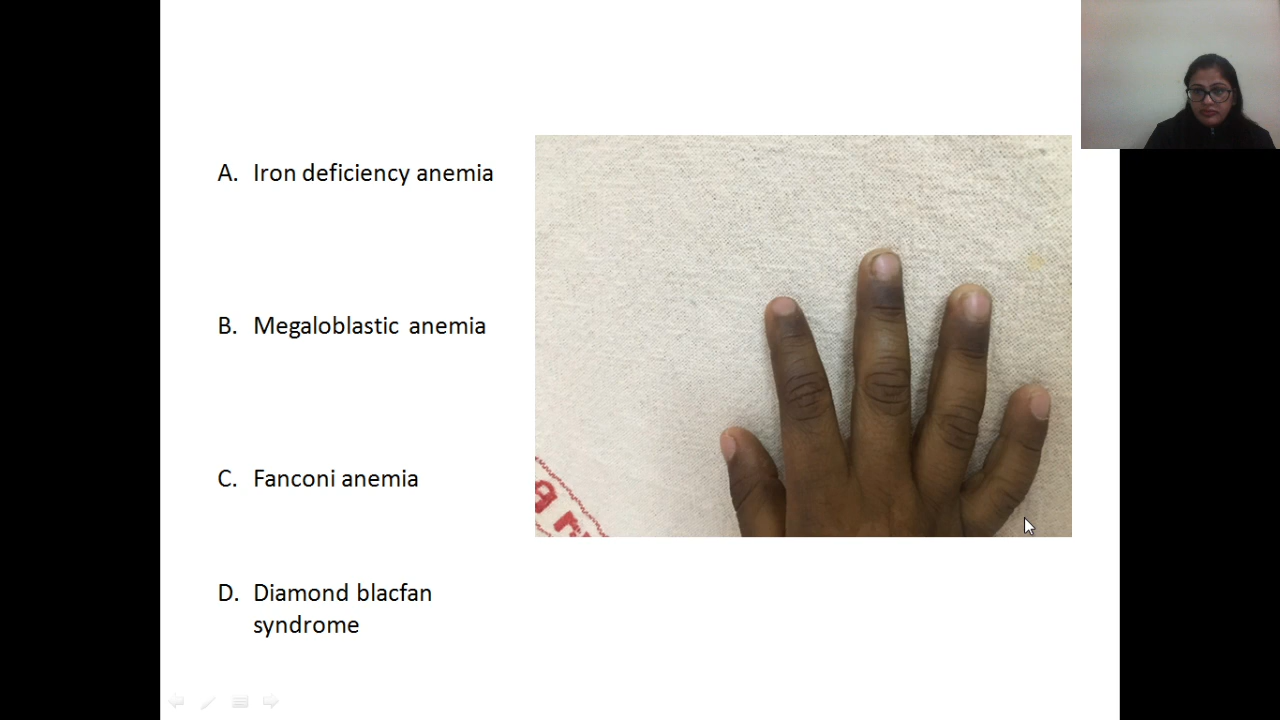 A. Iron deficiency anemia
B. Megaloblastic anemia
C. Fanconi anemia
D. Diamond blacfan
syndrome